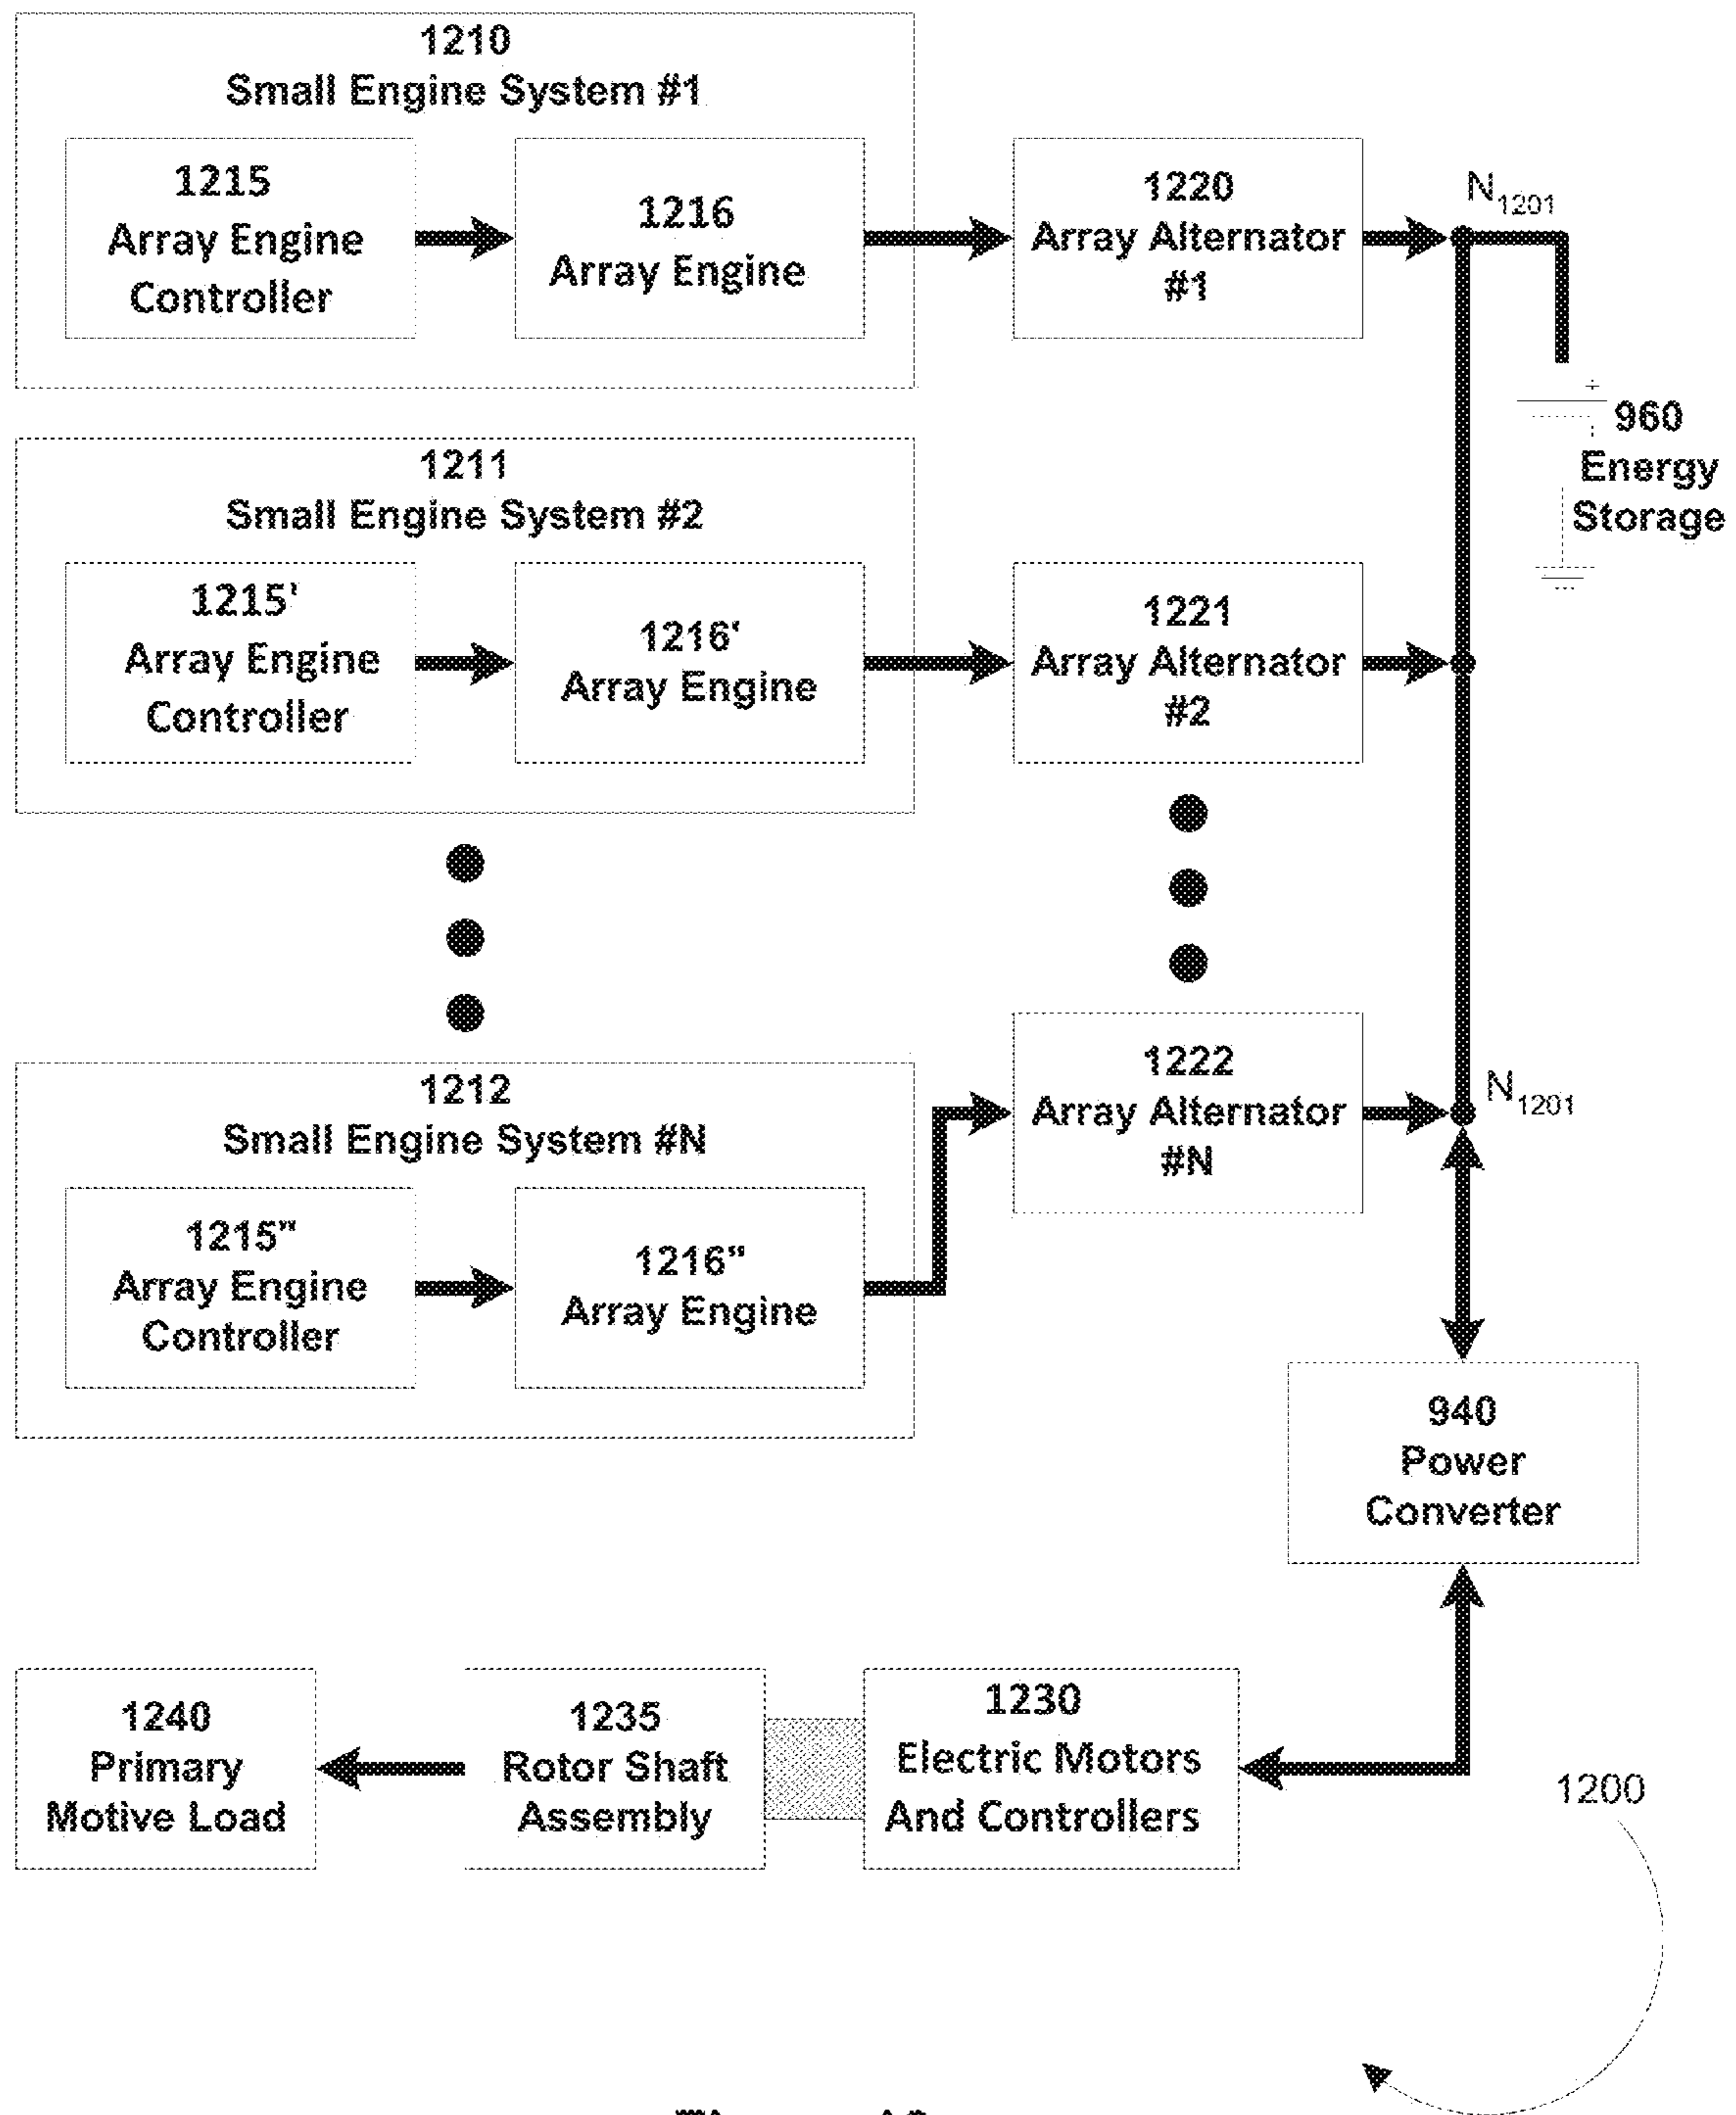 1210
Small Engine System #1
1215
Array Engine
Controller
1216
Array Engine
1220
Array Alternator
#1
N1201
960
Energy
Storage
1211
Small Engine System #2
1215'
Array Engine
Controller
1216'
Array Engine
1221
Array Alternator
#2
1212
Small Engine System #N
1215"
Array Engine
Controller
1216"
Array Engine
1222
Array Alternator
#N
N1201
940
Power
Converter
1240
Primary
Motive Load
1235
Rotor Shaft
Assembly
1230
Electric Motors
And Controllers
1200